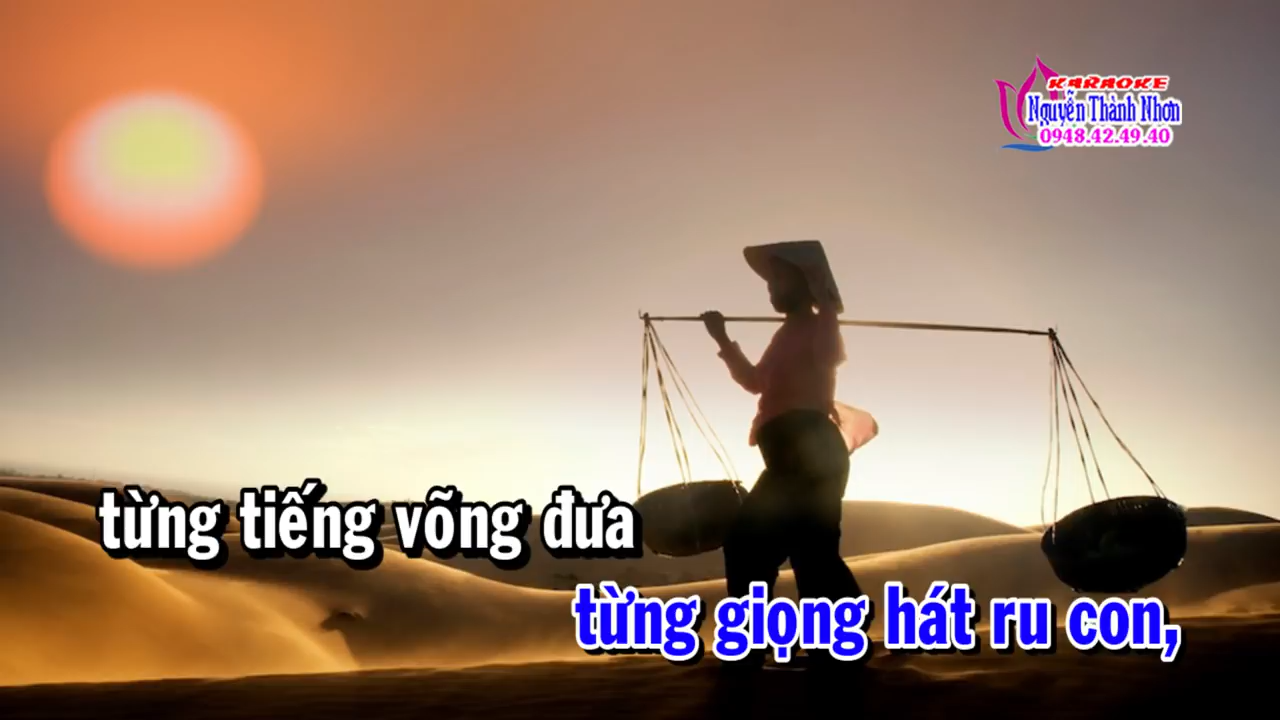 KARAOKE
Nguyễn Thành Nhơn
0948.42.49.40
từng tiếng võng đưa
từng giọng hát ru con,